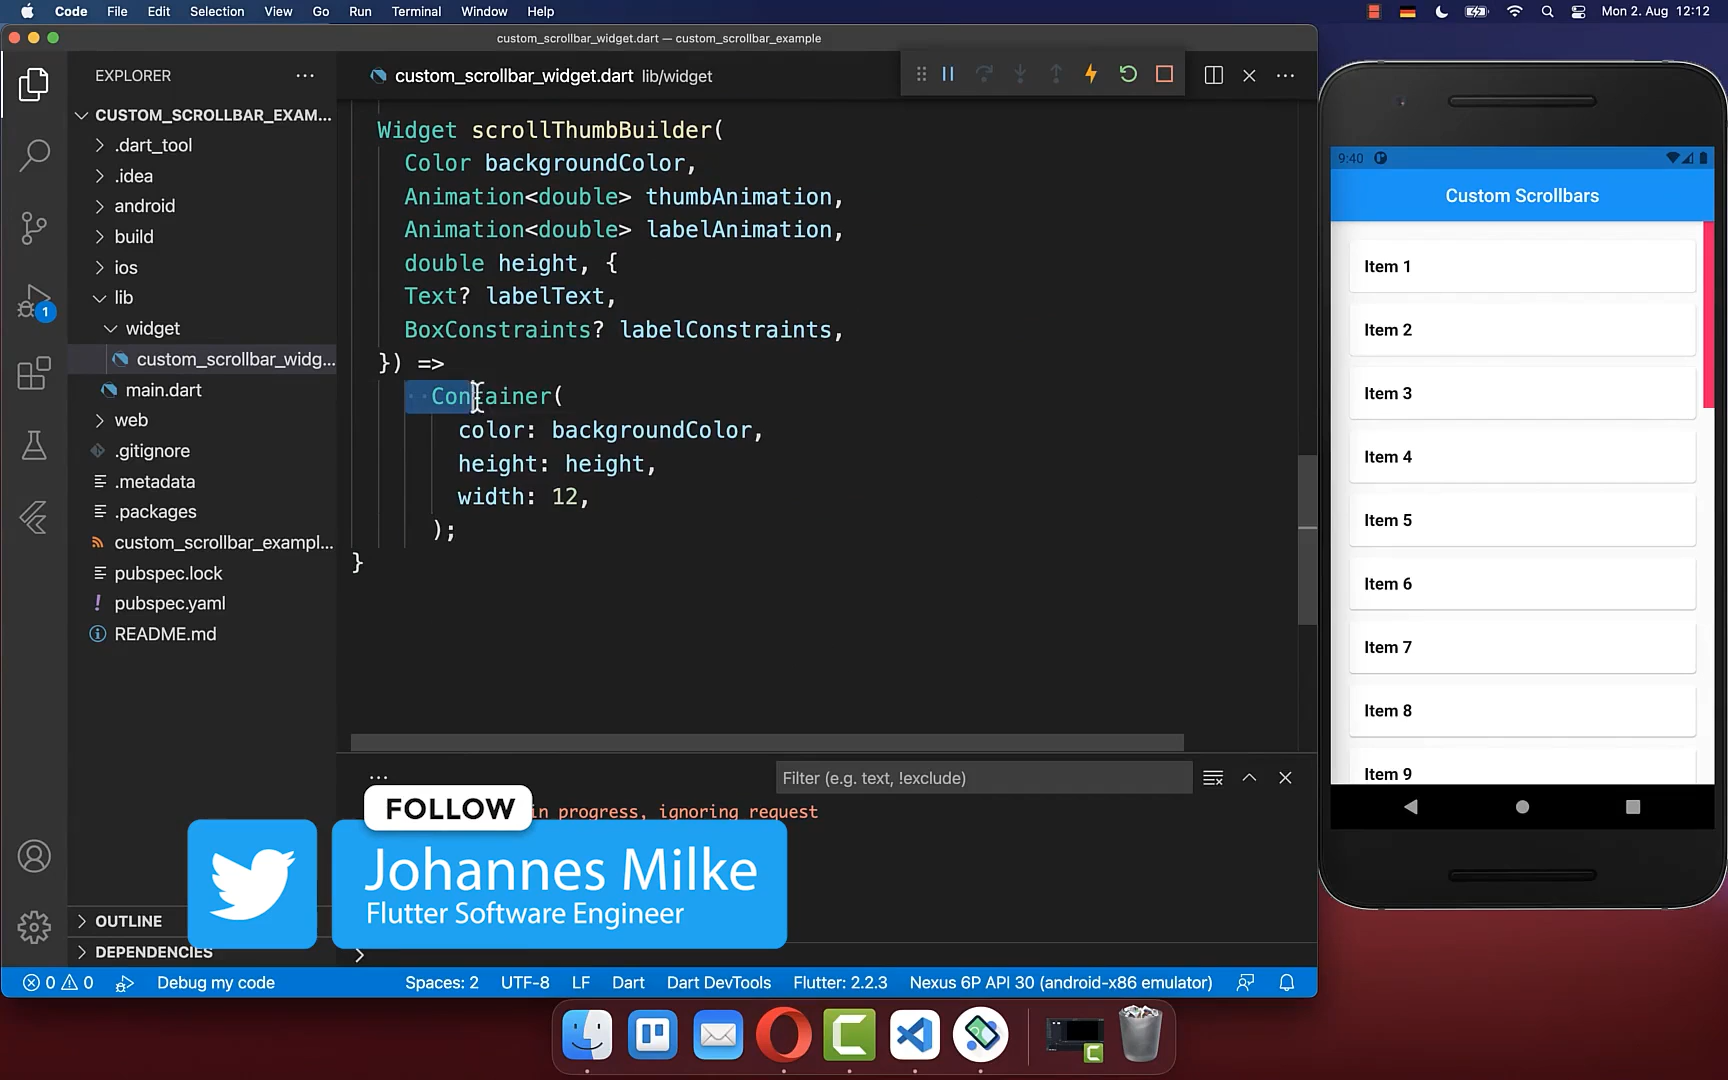 Code File Edit Selection View Go Run Terminal Window Help
Mon 2. Aug 12:12
custom_scrollbar_widget.dart — custom_scrollbar_example
EXPLORER
custom_scrollbar_widget.dart lib/widget
CUSTOM_SCROLLBAR_EXAM...
.dart_tool
.idea
android
build
ios
lib
widget
custom_scrollbar_widg...
main.dart
web
.gitignore
.metadata
.packages
custom_scrollbar_exampl...
pubspec.lock
pubspec.yaml
README.md
OUTLINE
DEPENDENCIES
1
Widget scrollThumbBuilder(
Color backgroundColor,
Animation<double> thumbAnimation,
Animation<double> labelAnimation,
double height, {
Text? labelText,
BoxConstraints? labelConstraints,
}) =>
Container(
color: backgroundColor,
height: height,
width: 12,
);
}
Filter (e.g. text, !exclude)
in progress, ignoring request
FOLLOW
Johannes Milke
Flutter Software Engineer
0 0 Debug my code Spaces: 2 UTF-8 LF Dart Dart DevTools Flutter: 2.2.3 Nexus 6P API 30 (android-x86 emulator)
9:40
Custom Scrollbars
Item 1
Item 2
Item 3
Item 4
Item 5
Item 6
Item 7
Item 8
Item 9